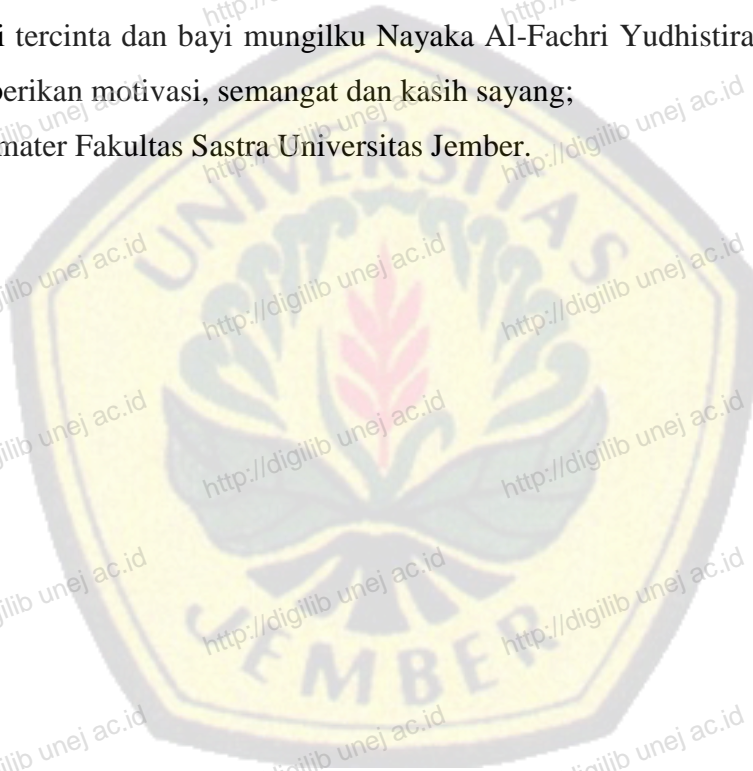 i tercinta dan bayi mungilku Nayaka Al-Fachri Yudhistira
berikan motivasi, semangat dan kasih sayang;
mater Fakultas Sastra Universitas Jember.
UNIVERSITAS
JEMBER
http://digilib.unej.ac.id